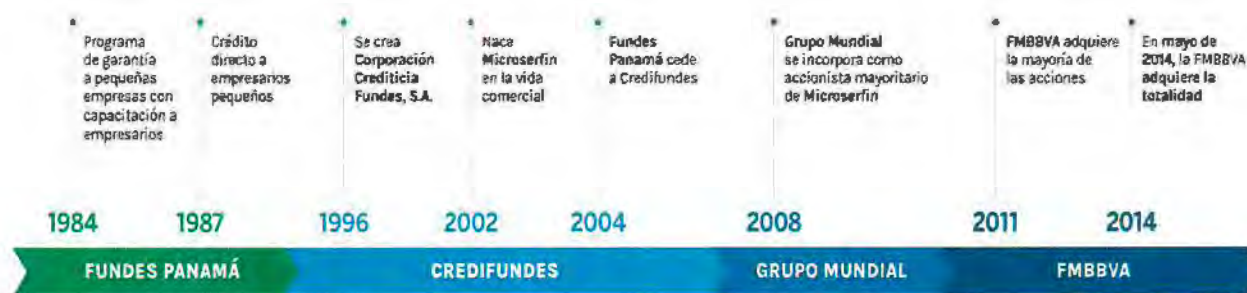 Programa
de garantía
a pequeñas
empresas con
capacitación a
empresarios
Crédito
directo a
empresarios
pequeños
Se crea
Corporación
Crediticia
Fundes, S.A.
Nace
Microserfin
en la vida
comercial
Fundes
Panamá cede
a Credifundes
Grupo Mundial
se incorpora como
accionista mayoritario
de Microserfin
FMBBVA adquiere
la mayoría de
las acciones
En mayo de
2014, la FMBBVA
adquiere la
totalidad
1984
1987
1996
2002
2004
2008
2011
2014
FUNDES PANAMÁ
CREDIFUNDES
GRUPO MUNDIAL
FMBBVA